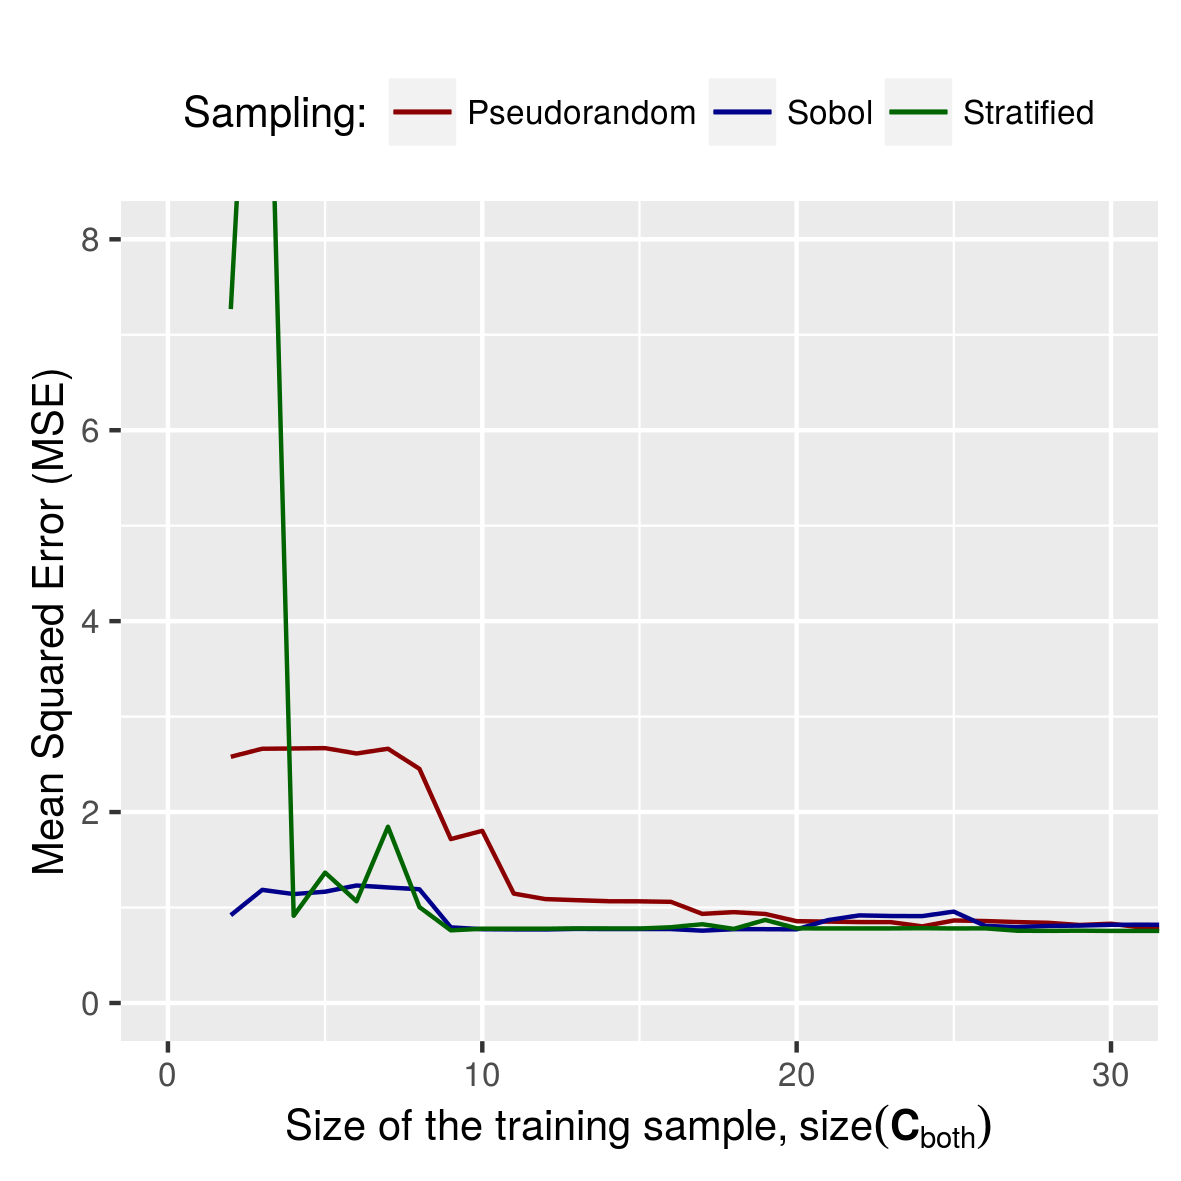 Sampling: Pseudorandom Sobol Stratified
Mean Squared Error (MSE)
8
6
4
2
0
0 10 20 30
Size of the training sample, size(C_both)